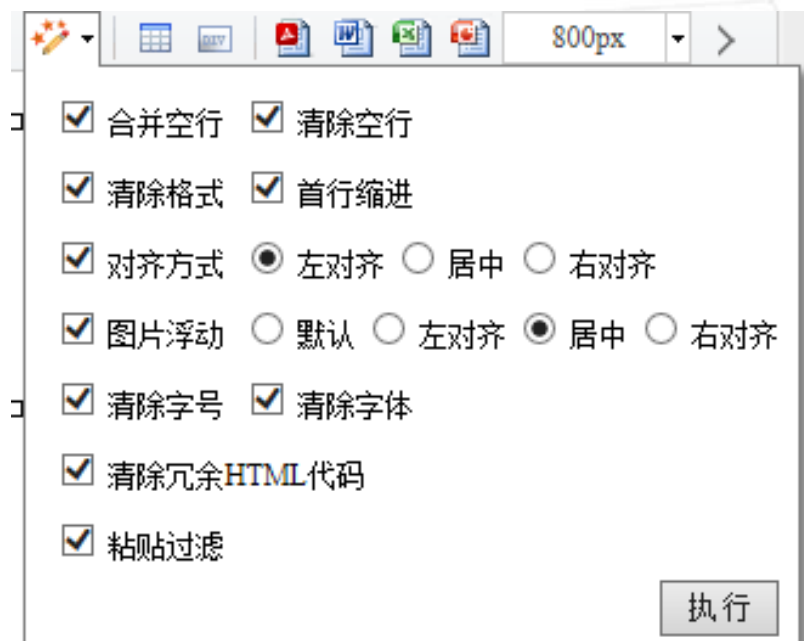 DIV 800px
合并空行 清除空行
清除格式 首行缩进
对齐方式 左对齐 居中 右对齐
图片浮动 默认 左对齐 居中 右对齐
清除字号 清除字体
清除冗余HTML代码
粘贴过滤
执行